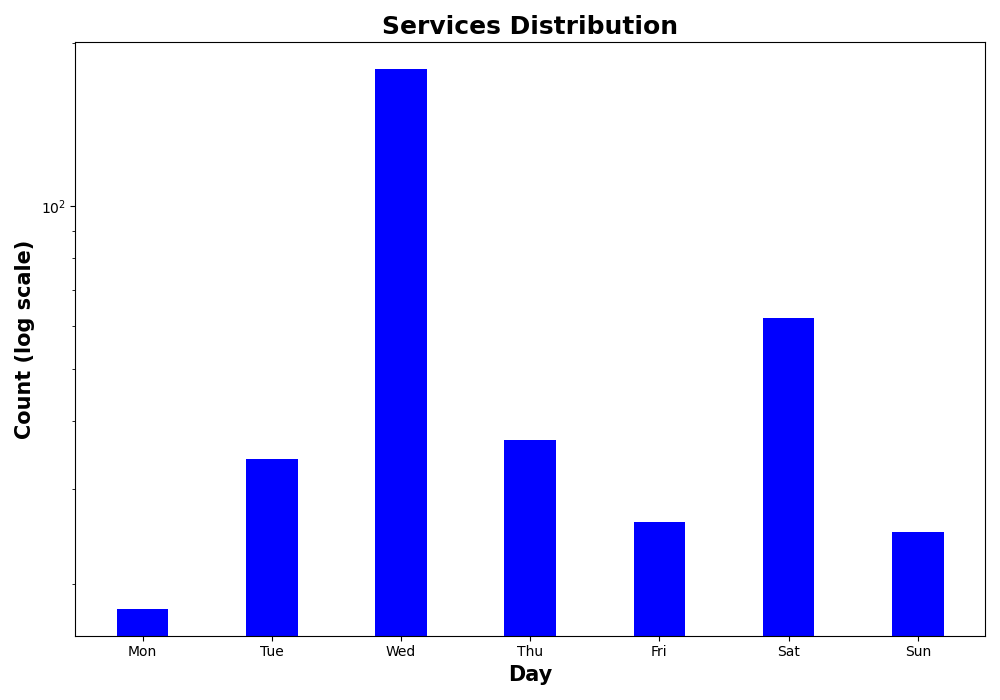 Services Distribution
Count (log scale)
10²
Mon Tue Wed Thu Fri Sat Sun
Day